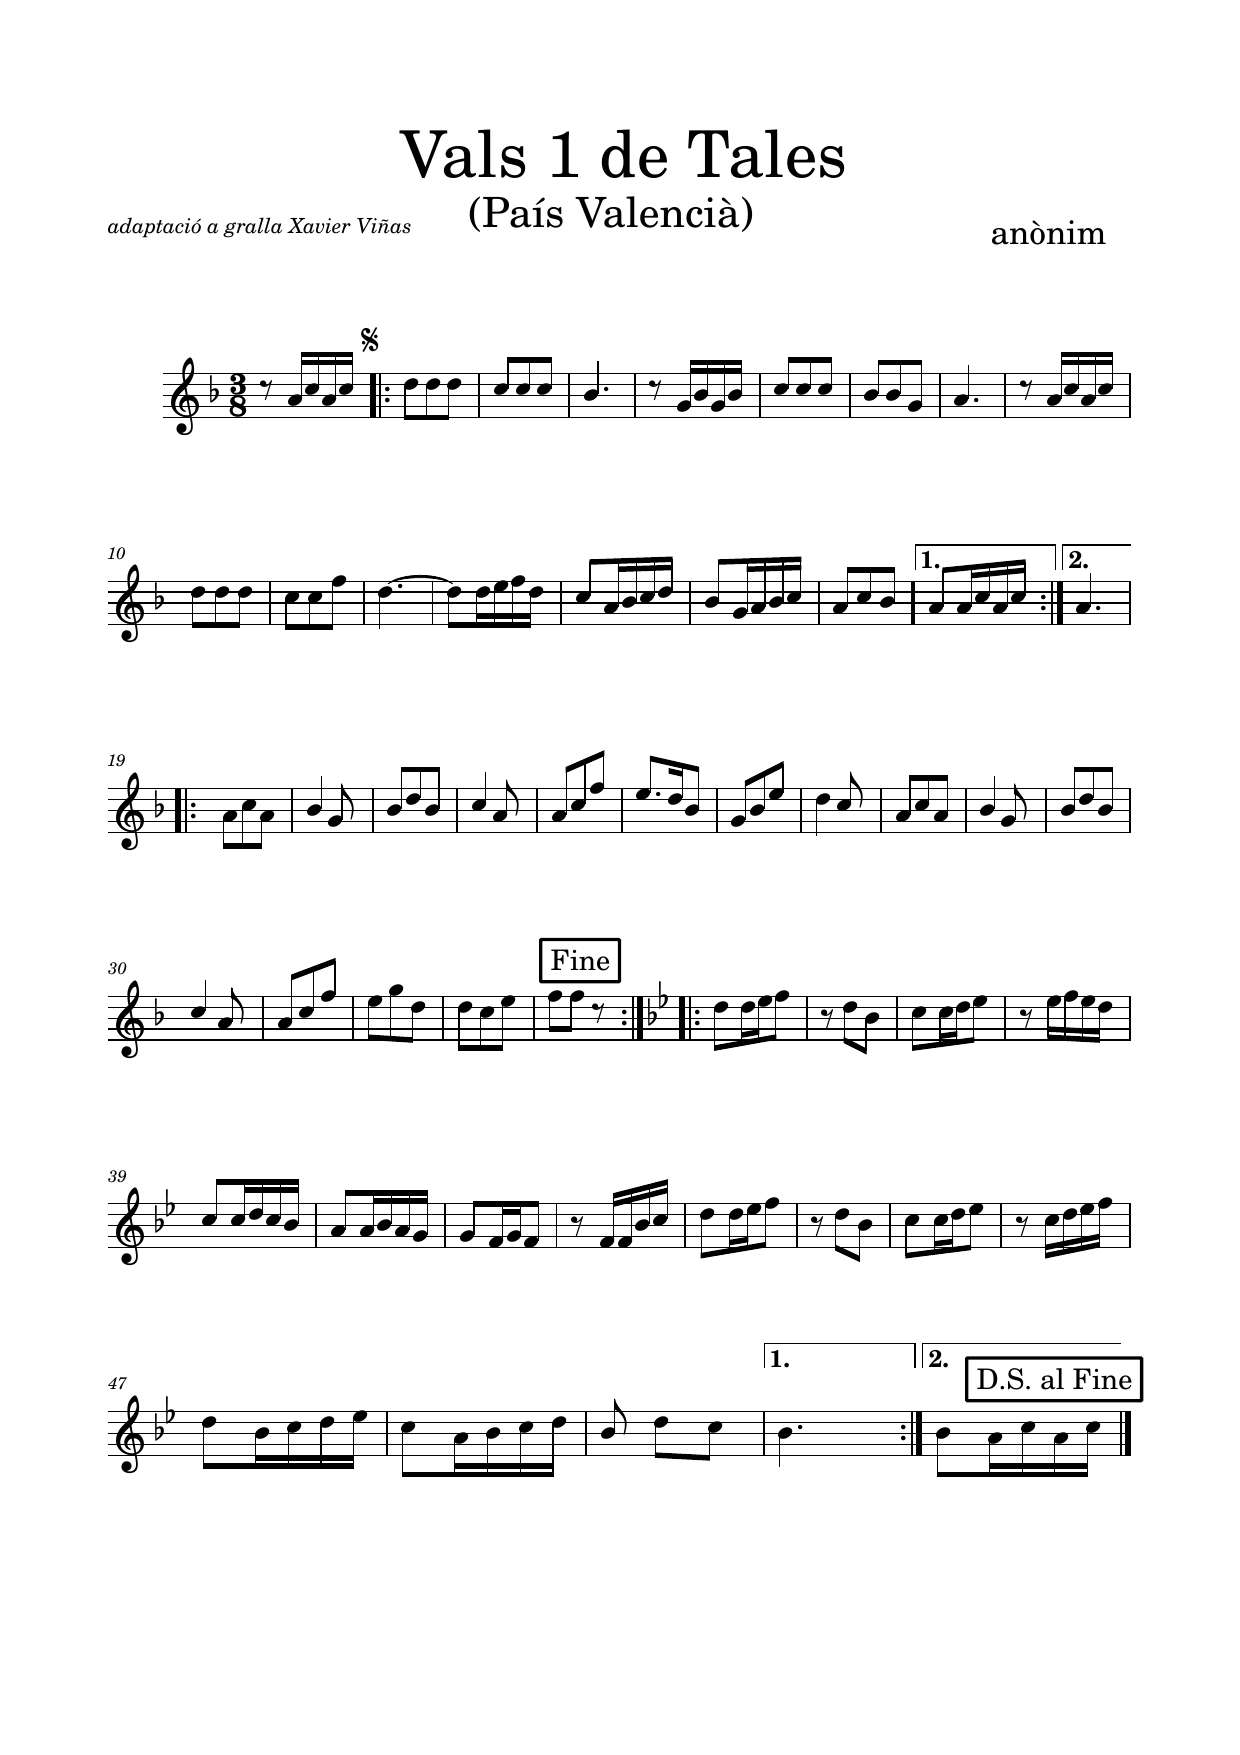 Vals 1 de Tales
(País Valencià)
adaptació a gralla Xavier Viñas
anònim
3
8
10
1.
2.
19
30
Fine
39
47
1.
2.
D.S. al Fine